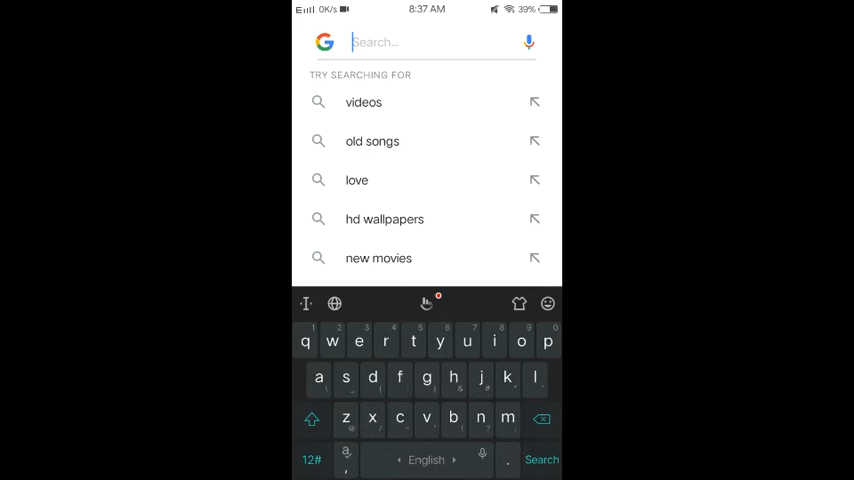 0K/s 8:37 AM 39%
Search...
TRY SEARCHING FOR
videos
old songs
love
hd wallpapers
new movies
1 2 3 4 5 6 7 8 9 0
q w e r t y u i o p
a s d f g h j k l
z x c v b n m
12# , English . Search